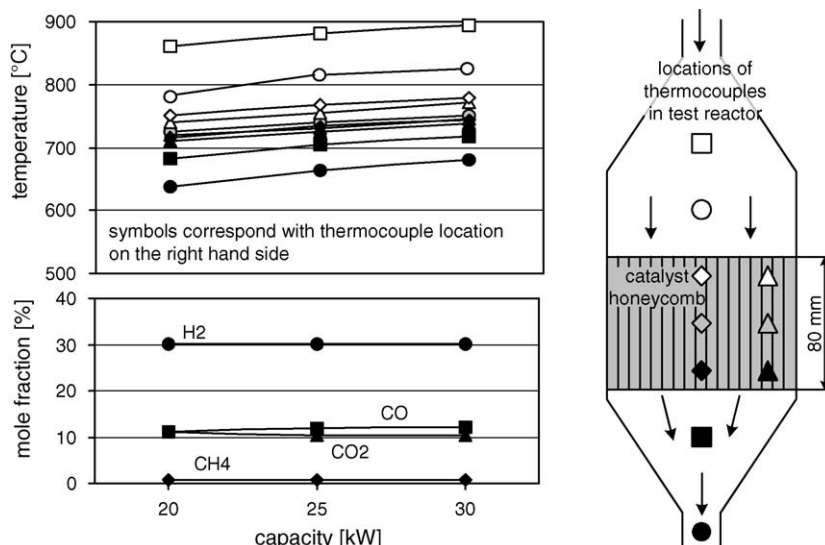 900
800
700
600
500
temperature [°C]
symbols correspond with thermocouple location
on the right hand side
40
30
20
10
0
mole fraction [%]
H2
CO
CO2
CH4
20
25
30
capacity [kW]
locations of
thermocouples
in test reactor
catalyst
honeycomb
80 mm